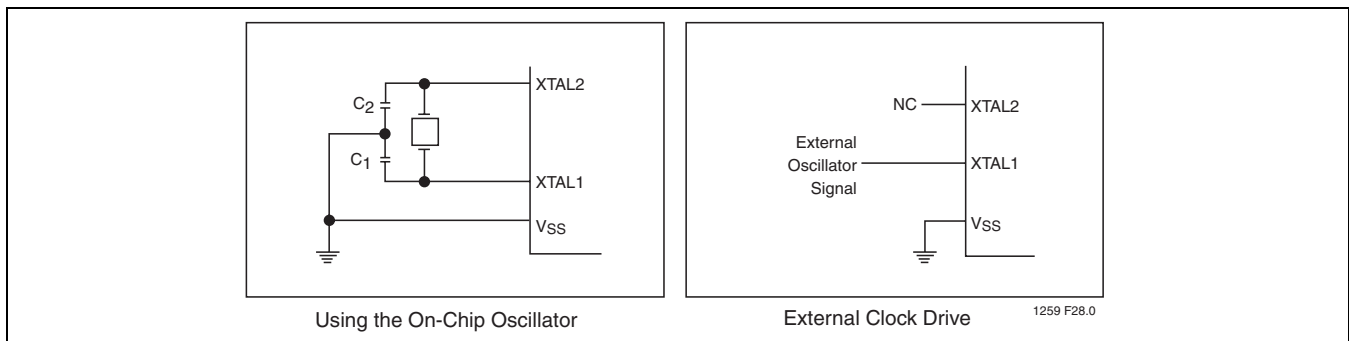 XTAL2
C2
C1
XTAL1
VSS
Using the On-Chip Oscillator
NC
XTAL2
External
Oscillator
Signal
XTAL1
VSS
External Clock Drive
1259 F28.0